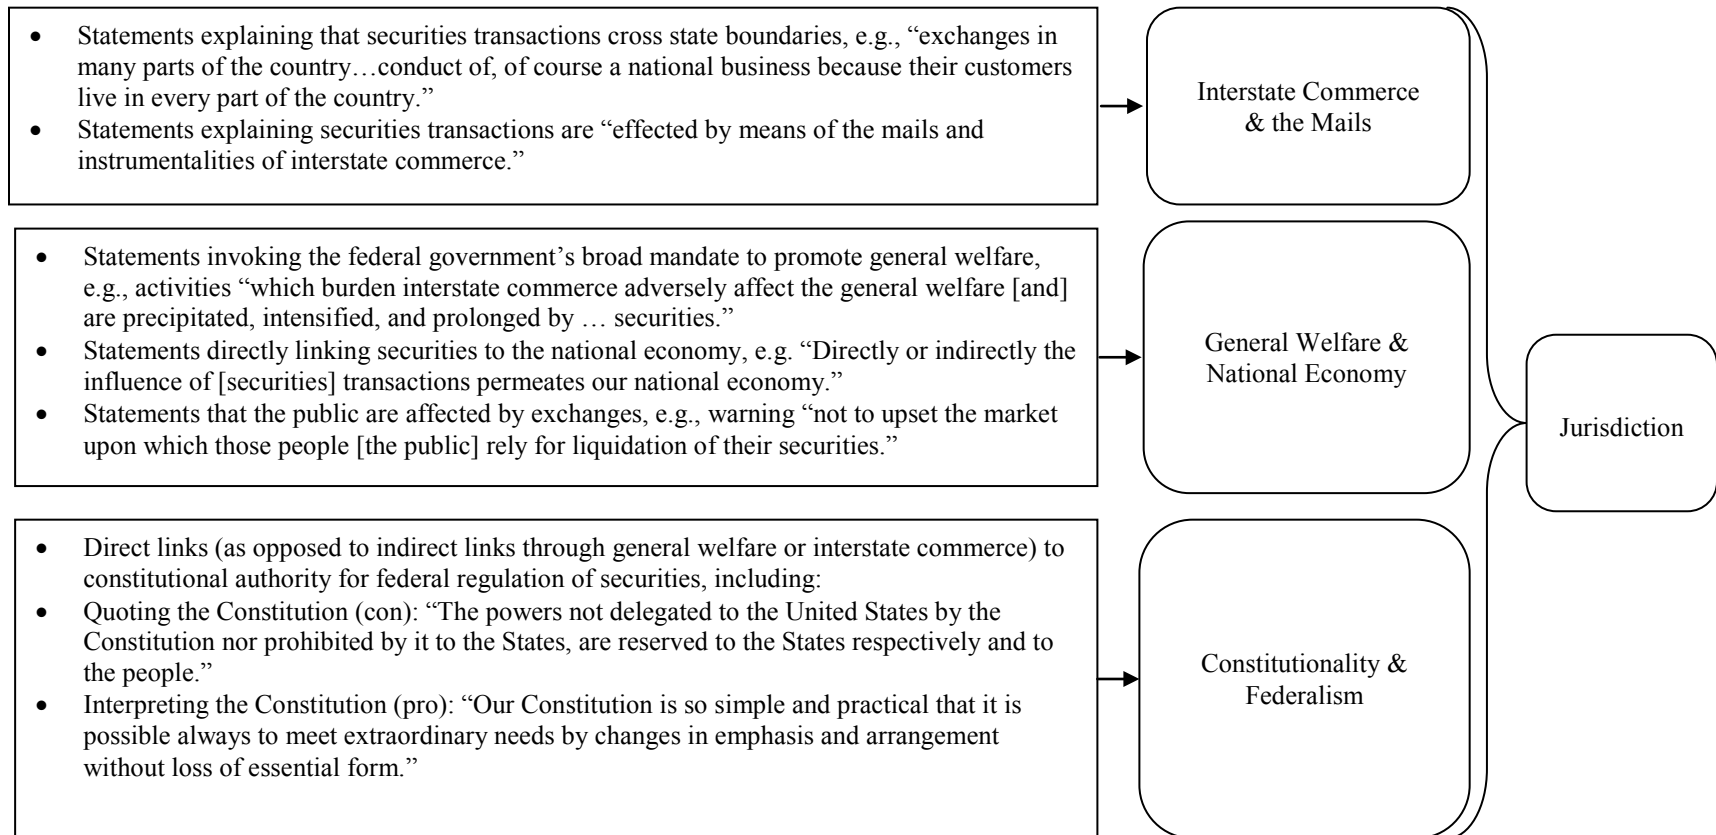 • Statements explaining that securities transactions cross state boundaries, e.g., “exchanges in
many parts of the country…conduct of, of course a national business because their customers
live in every part of the country.”
• Statements explaining securities transactions are “effected by means of the mails and
instrumentalities of interstate commerce.”
Interstate Commerce
& the Mails
• Statements invoking the federal government’s broad mandate to promote general welfare,
e.g., activities “which burden interstate commerce adversely affect the general welfare [and]
are precipitated, intensified, and prolonged by … securities.”
• Statements directly linking securities to the national economy, e.g. “Directly or indirectly the
influence of [securities] transactions permeates our national economy.”
• Statements that the public are affected by exchanges, e.g., warning “not to upset the market
upon which those people [the public] rely for liquidation of their securities.”
General Welfare &
National Economy
Jurisdiction
• Direct links (as opposed to indirect links through general welfare or interstate commerce) to
constitutional authority for federal regulation of securities, including:
• Quoting the Constitution (con): “The powers not delegated to the United States by the
Constitution nor prohibited by it to the States, are reserved to the States respectively and to
the people.”
• Interpreting the Constitution (pro): “Our Constitution is so simple and practical that it is
possible always to meet extraordinary needs by changes in emphasis and arrangement
without loss of essential form.”
Constitutionality &
Federalism